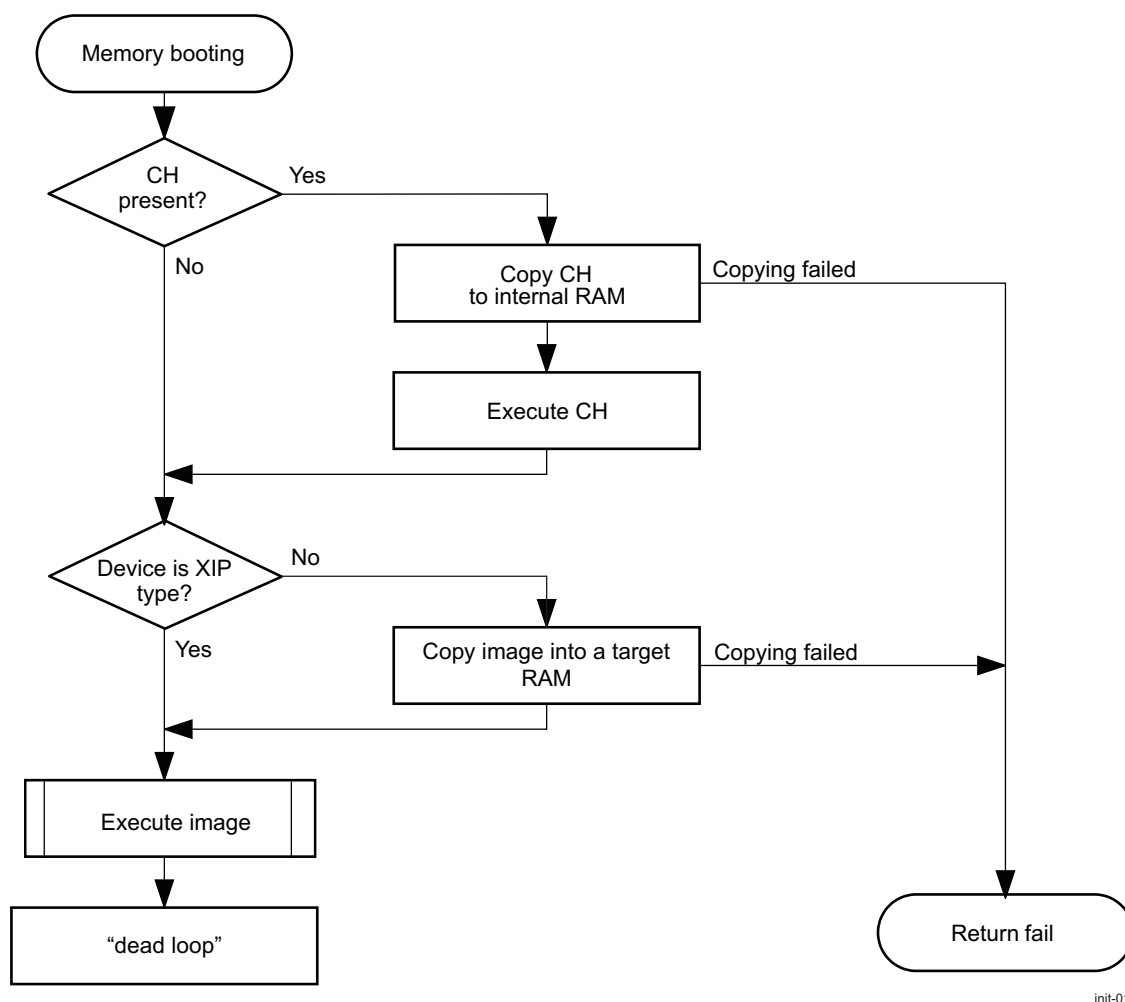 Memory booting
CH
present?
Yes
No
Copy CH
to internal RAM
Copying failed
Execute CH
Device is XIP
type?
No
Yes
Copy image into a target
RAM
Copying failed
Execute image
“dead loop”
Return fail